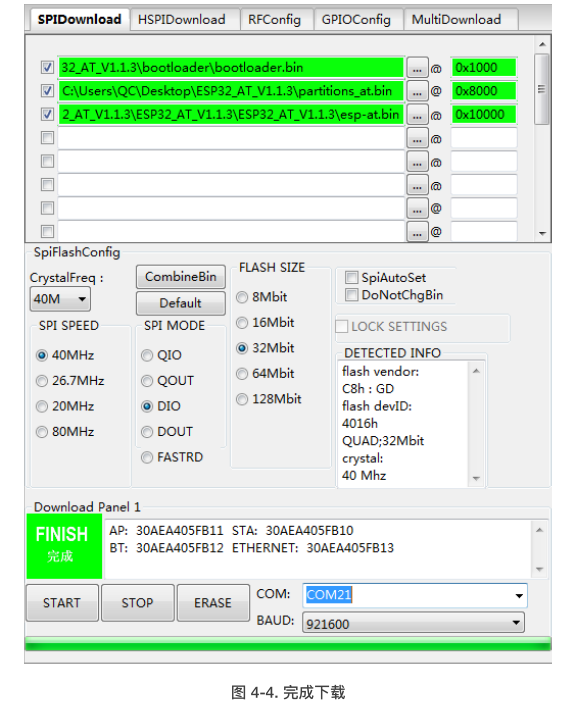 SPIDownload HSPIDownload RFConfig GPIOConfig MultiDownload
32_AT_V1.1.3\bootloader\bootloader.bin ... @ 0x1000
C:\Users\QC\Desktop\ESP32_AT_V1.1.3\partitions_at.bin ... @ 0x8000
2_AT_V1.1.3\ESP32_AT_V1.1.3\ESP32_AT_V1.1.3\esp-at.bin ... @ 0x10000
... @
... @
... @
... @
... @
SpiFlashConfig
CrystalFreq :
40M
CombineBin
Default
SPI SPEED
40MHz
26.7MHz
20MHz
80MHz
SPI MODE
QIO
QOUT
DIO
DOUT
FASTRD
FLASH SIZE
8Mbit
16Mbit
32Mbit
64Mbit
128Mbit
SpiAutoSet
DoNotChgBin
LOCK SETTINGS
DETECTED INFO
flash vendor:
C8h : GD
flash devID:
4016h
QUAD;32Mbit
crystal:
40 Mhz
Download Panel 1
FINISH
完成
AP: 30AEA405FB11 STA: 30AEA405FB10
BT: 30AEA405FB12 ETHERNET: 30AEA405FB13
START STOP ERASE
COM: COM21
BAUD: 921600
图 4-4. 完成下载